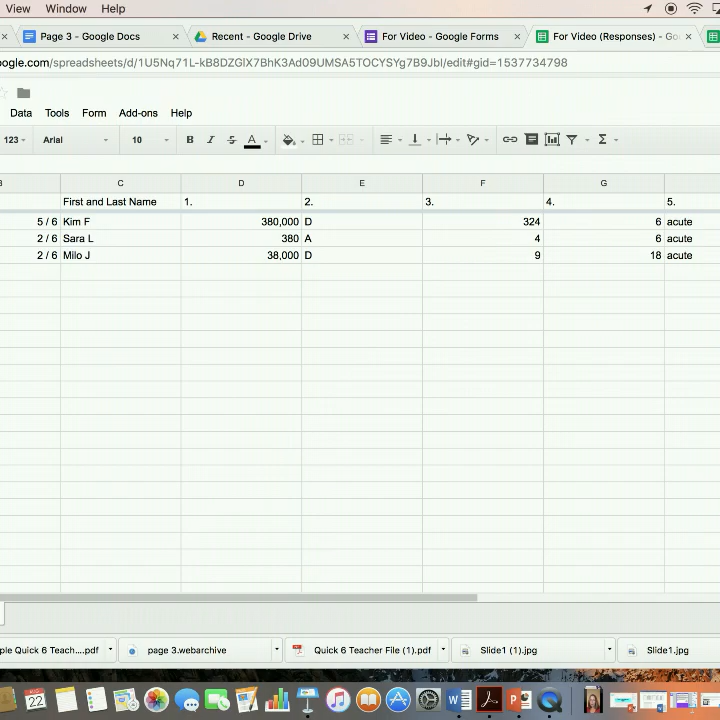 View Window Help
Page 3 - Google Docs × Recent - Google Drive × For Video - Google Forms × For Video (Responses) - Go ×
ogle.com/spreadsheets/d/1U5Nq71L-kB8DZGlX7BhK3Ad09UMSA5TOCYSYg7B9JbI/edit#gid=1537734798
Data Tools Form Add-ons Help
123 Arial 10 B I S A Σ
B C D E F G
First and Last Name 1. 2. 3. 4. 5.
5 / 6 Kim F 380,000 D 324 6 acute
2 / 6 Sara L 380 A 4 6 acute
2 / 6 Milo J 38,000 D 9 18 acute
ple Quick 6 Teach....pdf page 3.webarchive Quick 6 Teacher File (1).pdf Slide1 (1).jpg Slide1.jpg
22